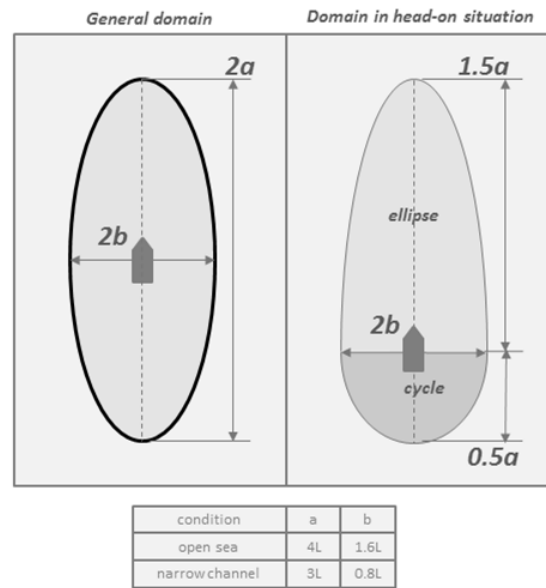 General domain
Domain in head-on situation
2a
1.5a
ellipse
2b
2b
cycle
0.5a
condition a b
open sea 4L 1.6L
narrow channel 3L 0.8L